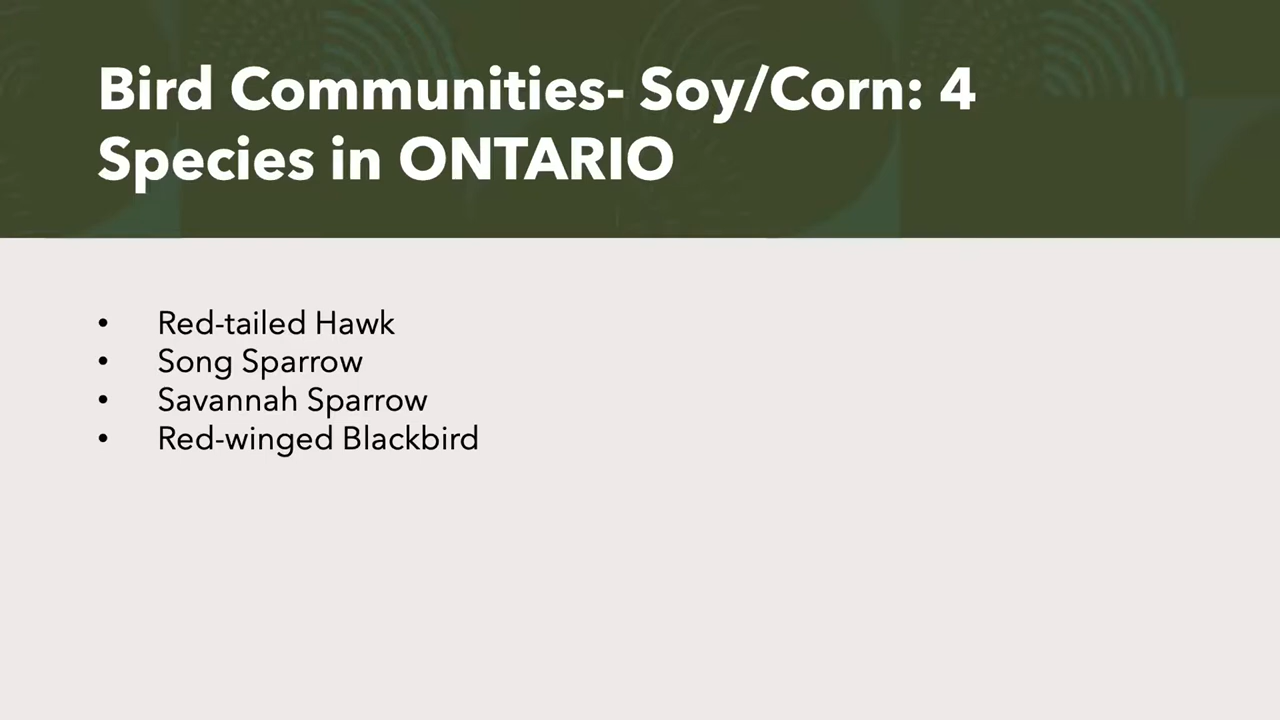 Bird Communities- Soy/Corn: 4
Species in ONTARIO
• Red-tailed Hawk
• Song Sparrow
• Savannah Sparrow
• Red-winged Blackbird